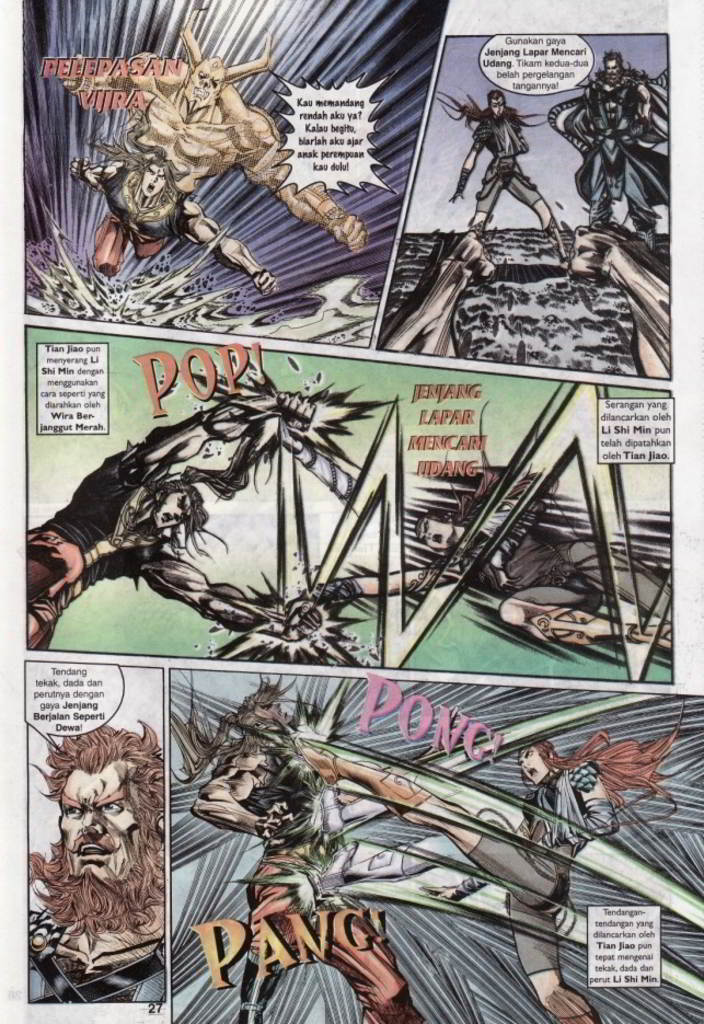 PELEPASAN
VIJRA
Kau memandang
rendah aku ya?
Kalau begitu,
biarlah aku ajar
anak perempuan
kau dulu!
Gunakan gaya
Jenjang Lapar Mencari
Udang. Tikam kedua-dua
belah pergelangan
tangannya!
Tian Jiao pun
menyerang Li
Shi Min dengan
menggunakan
cara seperti yang
diarahkan oleh
Wira Ber-
janggut Merah.
POP!
JENJANG
LAPAR
MENCARI
UDANG
Serangan yang
dilancarkan oleh
Li Shi Min pun
telah dipatahkan
oleh Tian Jiao.
Tendang
tekak, dada dan
perutnya dengan
gaya Jenjang
Berjalan Seperti
Dewa!
PONG!
PANG!
Tendangan-
tendangan yang
dilancarkan oleh
Tian Jiao pun
tepat mengenai
tekak, dada dan
perut Li Shi Min.
27